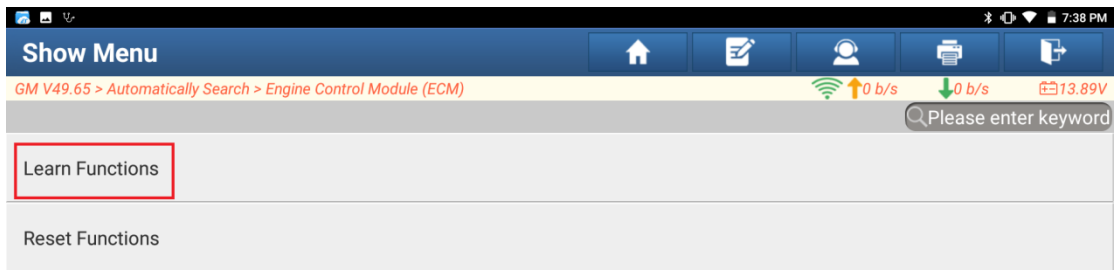 7:38 PM
Show Menu
GM V49.65 > Automatically Search > Engine Control Module (ECM)
0 b/s
0 b/s
13.89V
Please enter keyword
Learn Functions
Reset Functions